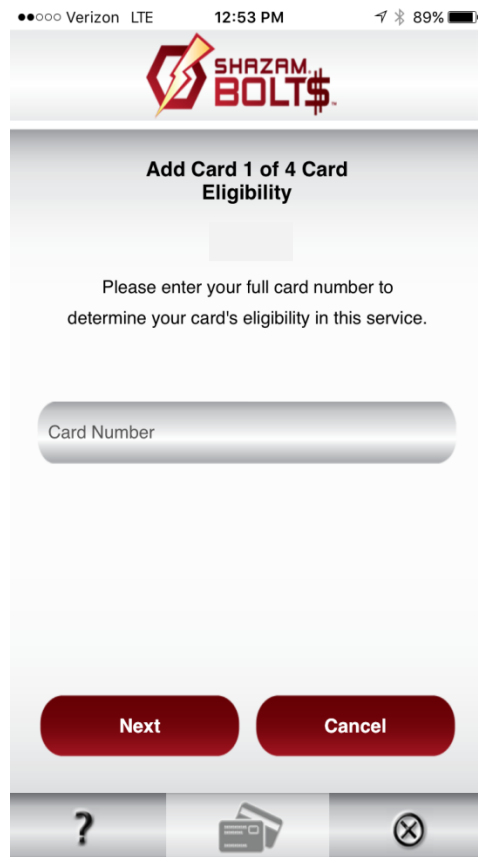 ●●○○○ Verizon LTE 12:53 PM 89%
SHAZAM.
BOLT$™
Add Card 1 of 4 Card
Eligibility
Please enter your full card number to
determine your card's eligibility in this service.
Card Number
Next Cancel
?